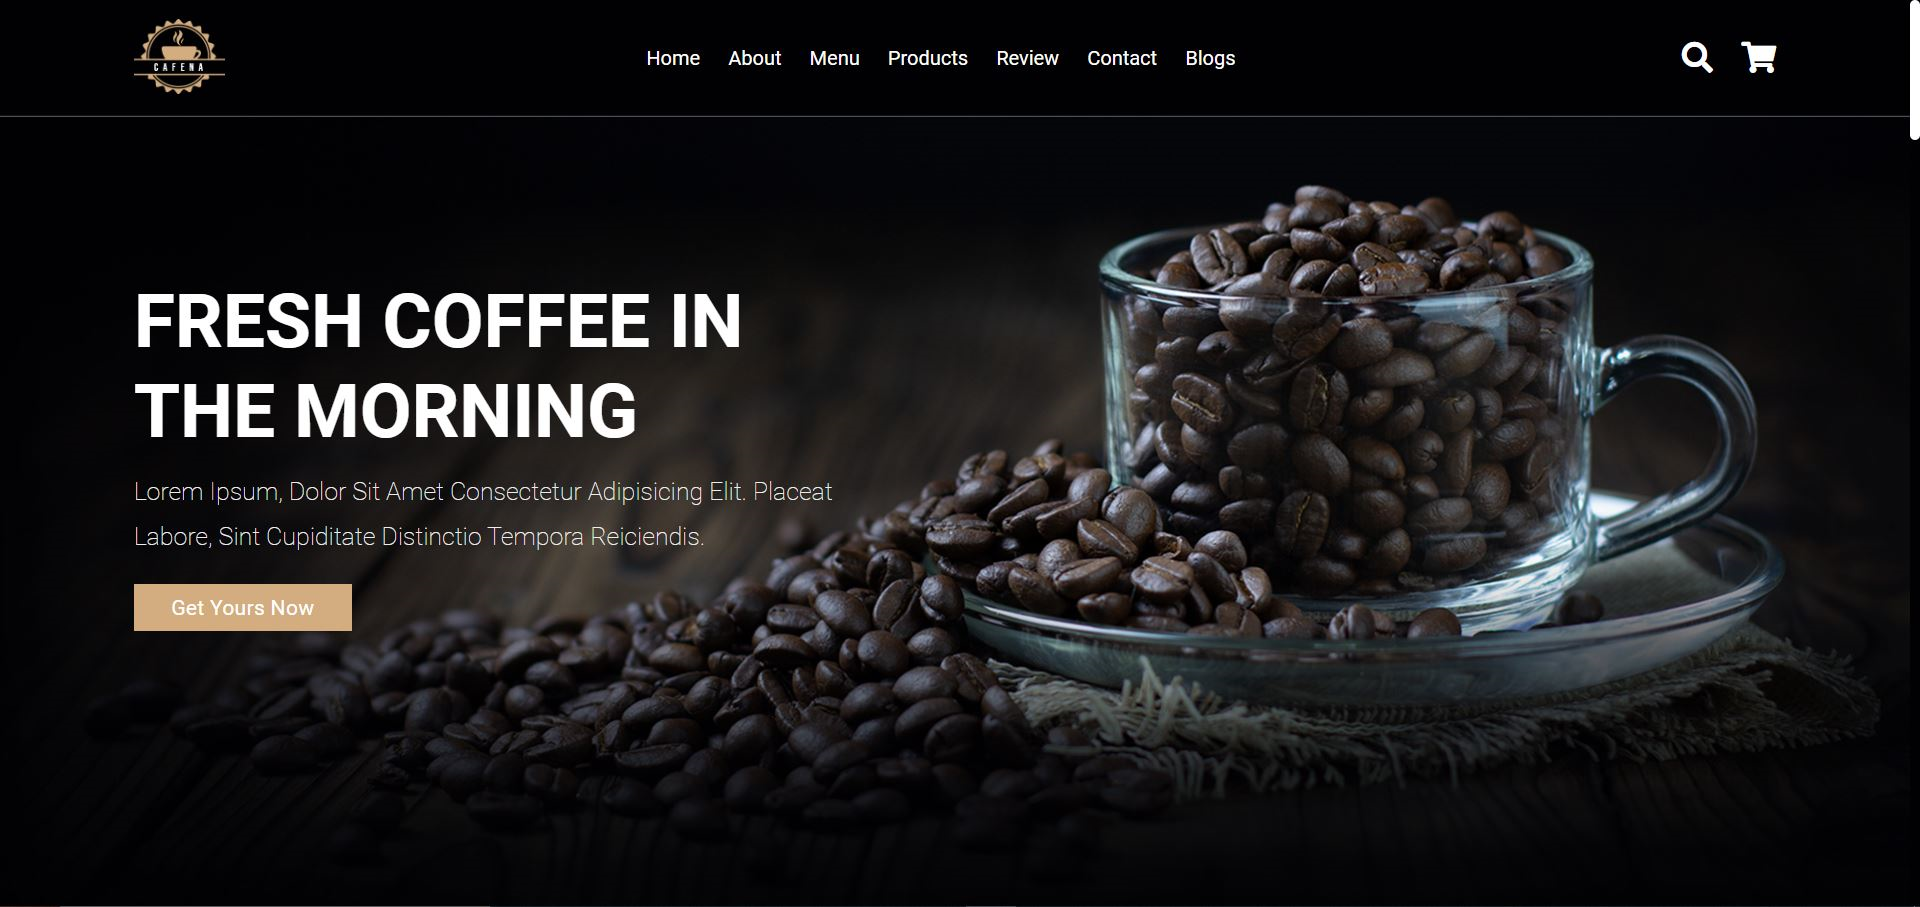 CAFENA
Home About Menu Products Review Contact Blogs
FRESH COFFEE IN
THE MORNING
Lorem Ipsum, Dolor Sit Amet Consectetur Adipisicing Elit. Placeat
Labore, Sint Cupiditate Distinctio Tempora Reiciendis.
Get Yours Now